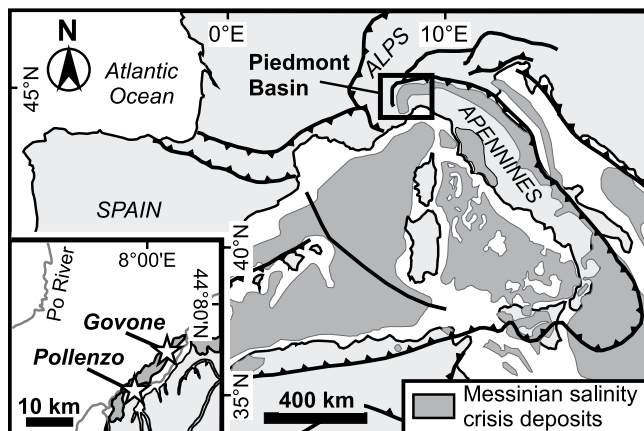 N
0°E
10°E
45°N
Atlantic
Ocean
Piedmont
Basin
ALPS
APENNINES
SPAIN
40°N
8°00'E
44°80'N
Po River
Govone
Pollenzo
10 km
35°N
400 km
Messinian salinity
crisis deposits